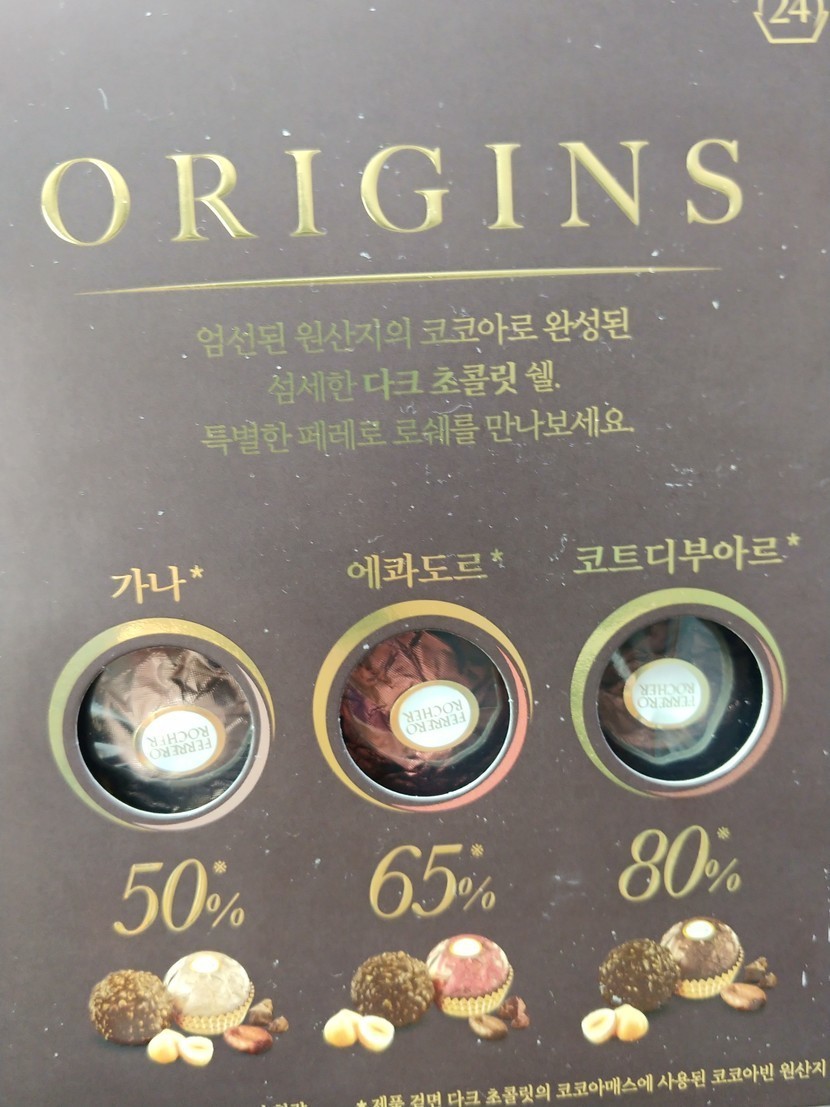 24
ORIGINS
엄선된 원산지의 코코아로 완성된
섬세한 다크 초콜릿 쉘.
특별한 페레로 로쉐를 만나보세요.
가나* 에콰도르* 코트디부아르*
FERRERO ROCHER FERRERO ROCHER FERRERO ROCHER
50※% 65※% 80※%
* 제품 겉면 다크 초콜릿의 코코아매스에 사용된 코코아빈 원산지